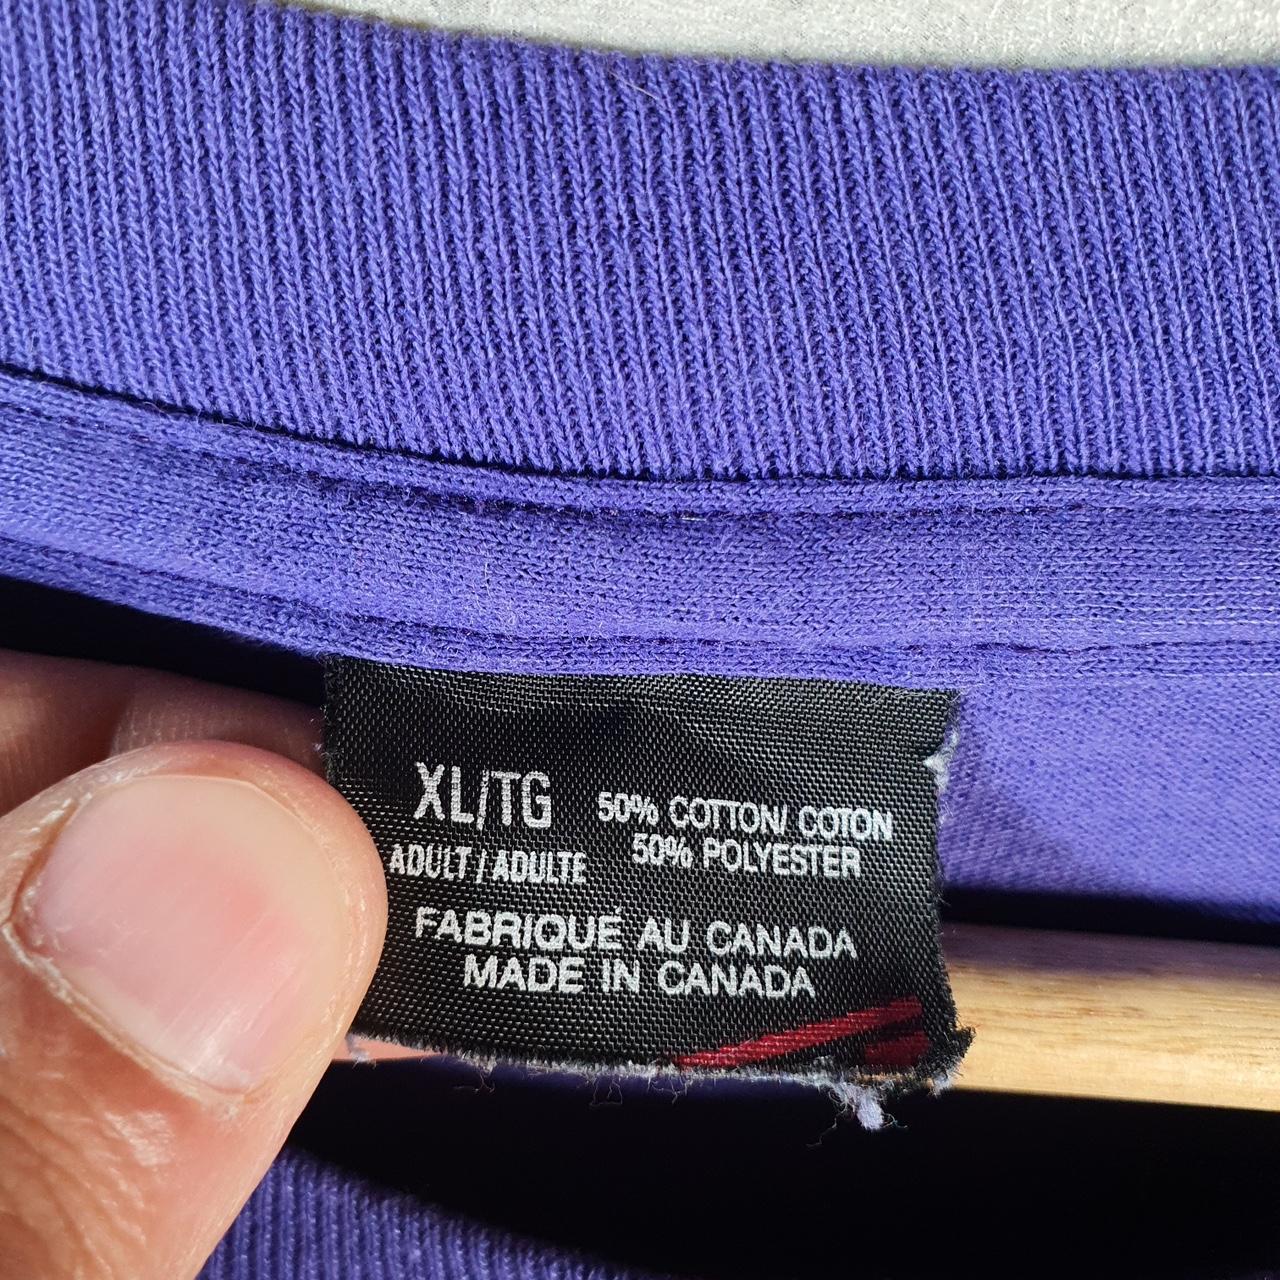 XL/TG
ADULT / ADULTE
50% COTTON/ COTON
50% POLYESTER
FABRIQUÉ AU CANADA
MADE IN CANADA